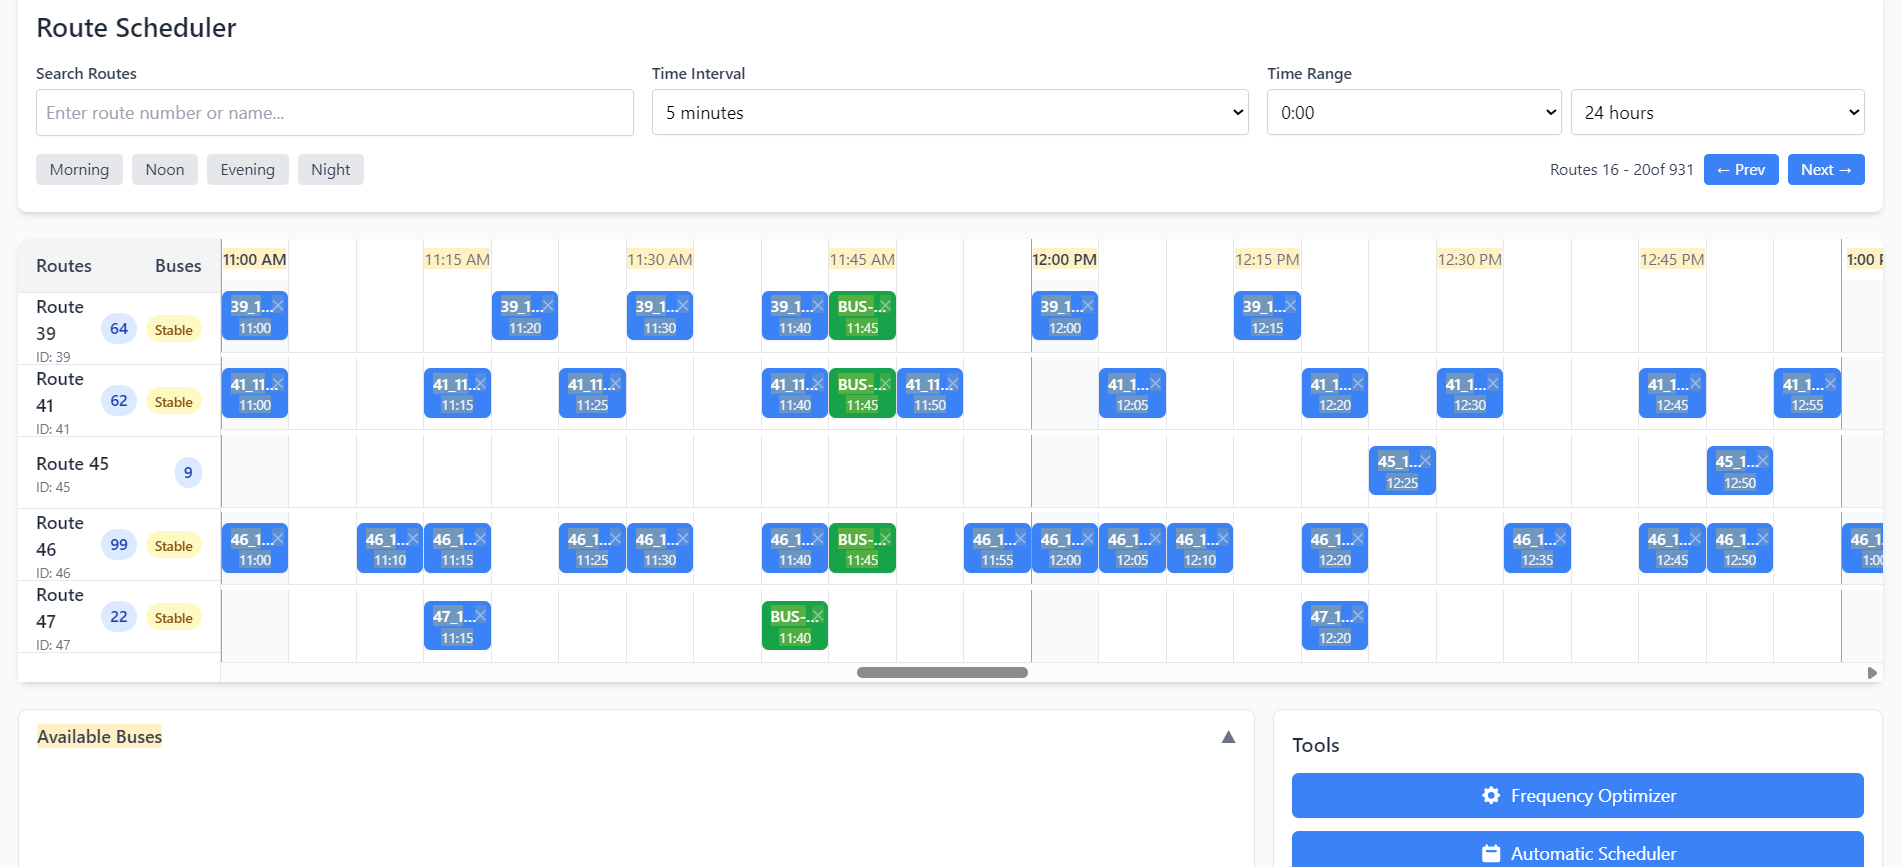 Route Scheduler
Search Routes
Time Interval
Time Range
Enter route number or name...
5 minutes
0:00
24 hours
Morning
Noon
Evening
Night
Routes 16 - 20of 931
← Prev
Next →
Routes Buses 11:00 AM 11:15 AM 11:30 AM 11:45 AM 12:00 PM 12:15 PM 12:30 PM 12:45 PM 1:00
Route
39
ID: 39
64
Stable
39_1...×
11:00
39_1...×
11:20
39_1...×
11:30
39_1...×
11:40
BUS-...×
11:45
39_1...×
12:00
39_1...×
12:15
Route
41
ID: 41
62
Stable
41_11...×
11:00
41_11...×
11:15
41_11...×
11:25
41_11...×
11:40
BUS-...×
11:45
41_11...×
11:50
41_1...×
12:05
41_1...×
12:20
41_1...×
12:30
41_1...×
12:45
41_1...×
12:55
Route 45
ID: 45
9
45_1...×
12:25
45_1...×
12:50
Route
46
ID: 46
99
Stable
46_1...×
11:00
46_1...×
11:10
46_1...×
11:15
46_1...×
11:25
46_1...×
11:30
46_1...×
11:40
BUS-...×
11:45
46_1...×
11:55
46_1...×
12:00
46_1...×
12:05
46_1...×
12:10
46_1...×
12:20
46_1...×
12:35
46_1...×
12:45
46_1...×
12:50
46_1
1:00
Route
47
ID: 47
22
Stable
47_1...×
11:15
BUS-...×
11:40
47_1...×
12:20
Available Buses
▲
Tools
Frequency Optimizer
Automatic Scheduler